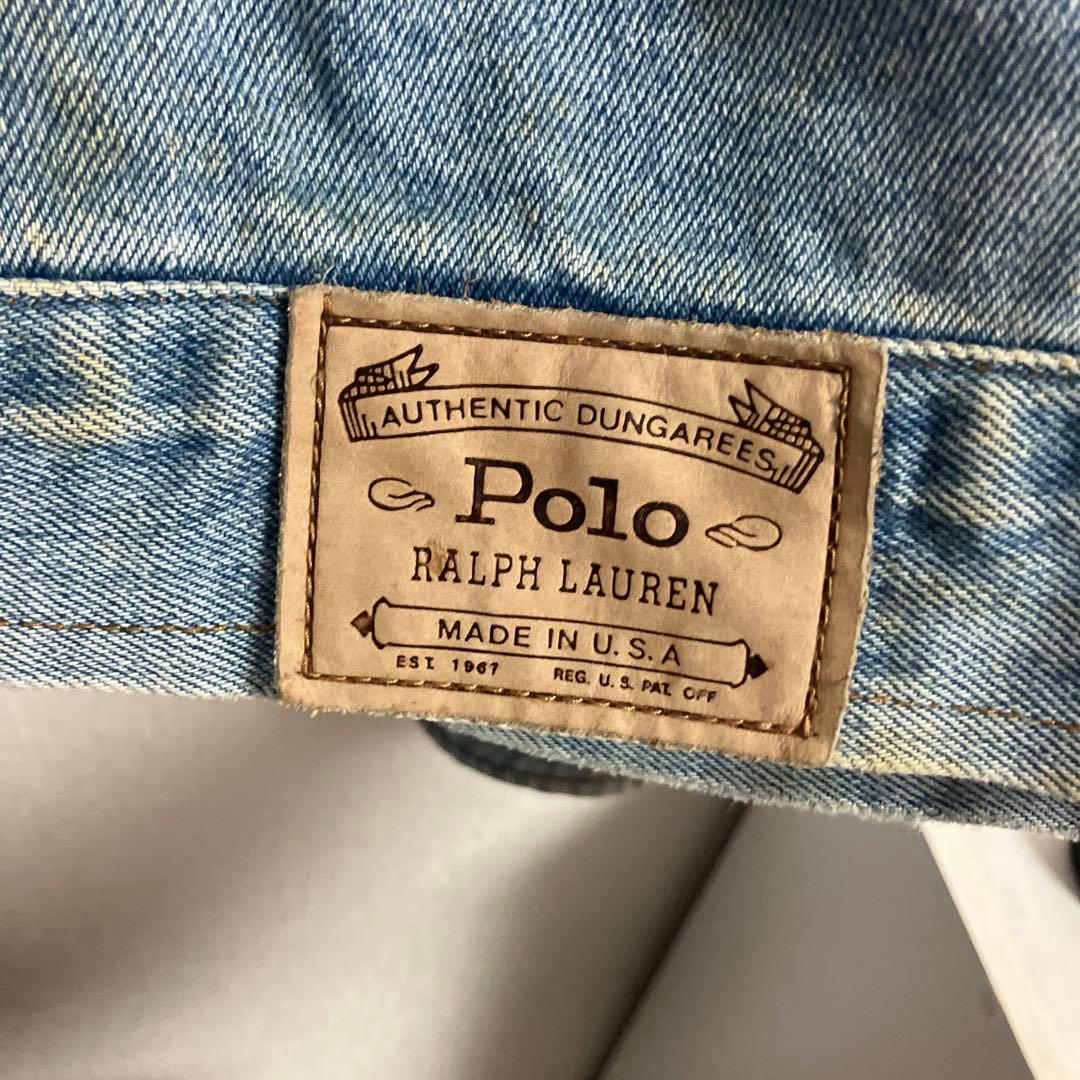 AUTHENTIC DUNGAREES
Polo
RALPH LAUREN
MADE IN U.S.A
EST. 1967 REG. U.S. PAT. OFF